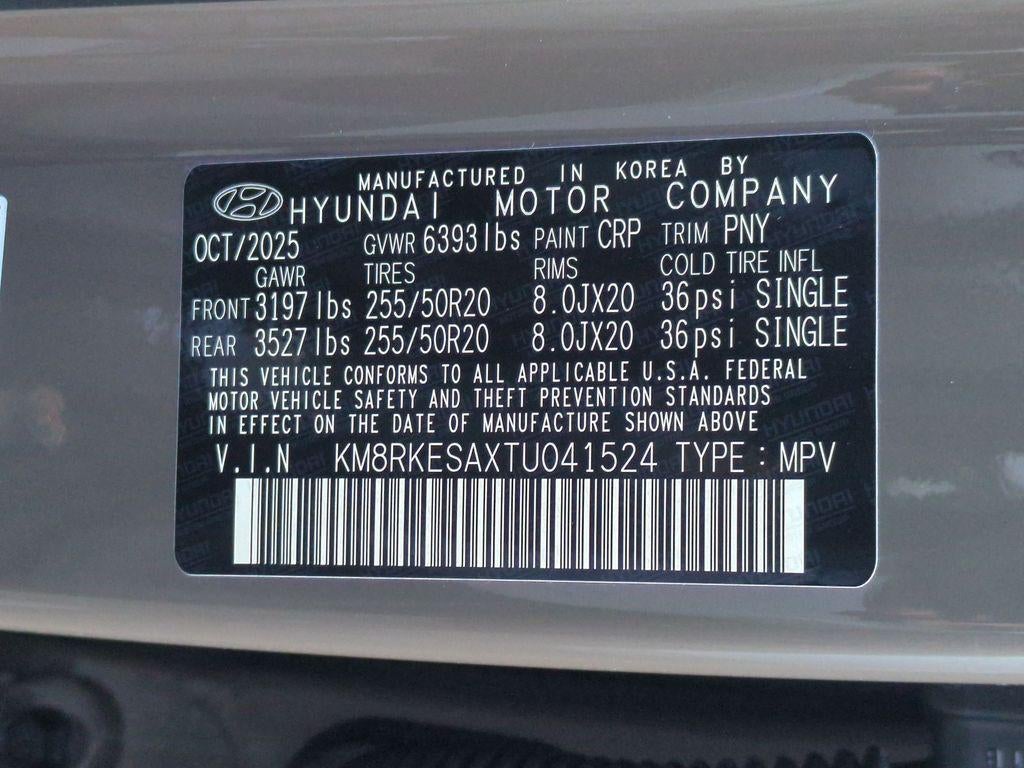 MANUFACTURED IN KOREA BY
HYUNDAI MOTOR COMPANY
OCT/2025 GVWR 6393lbs PAINT CRP TRIM PNY
GAWR TIRES RIMS COLD TIRE INFL
FRONT 3197lbs 255/50R20 8.0JX20 36psi SINGLE
REAR 3527lbs 255/50R20 8.0JX20 36psi SINGLE
THIS VEHICLE CONFORMS TO ALL APPLICABLE U.S.A. FEDERAL
MOTOR VEHICLE SAFETY AND THEFT PREVENTION STANDARDS
IN EFFECT ON THE DATE OF MANUFACTURE SHOWN ABOVE
V.I.N KM8RKESAXTU041524 TYPE : MPV